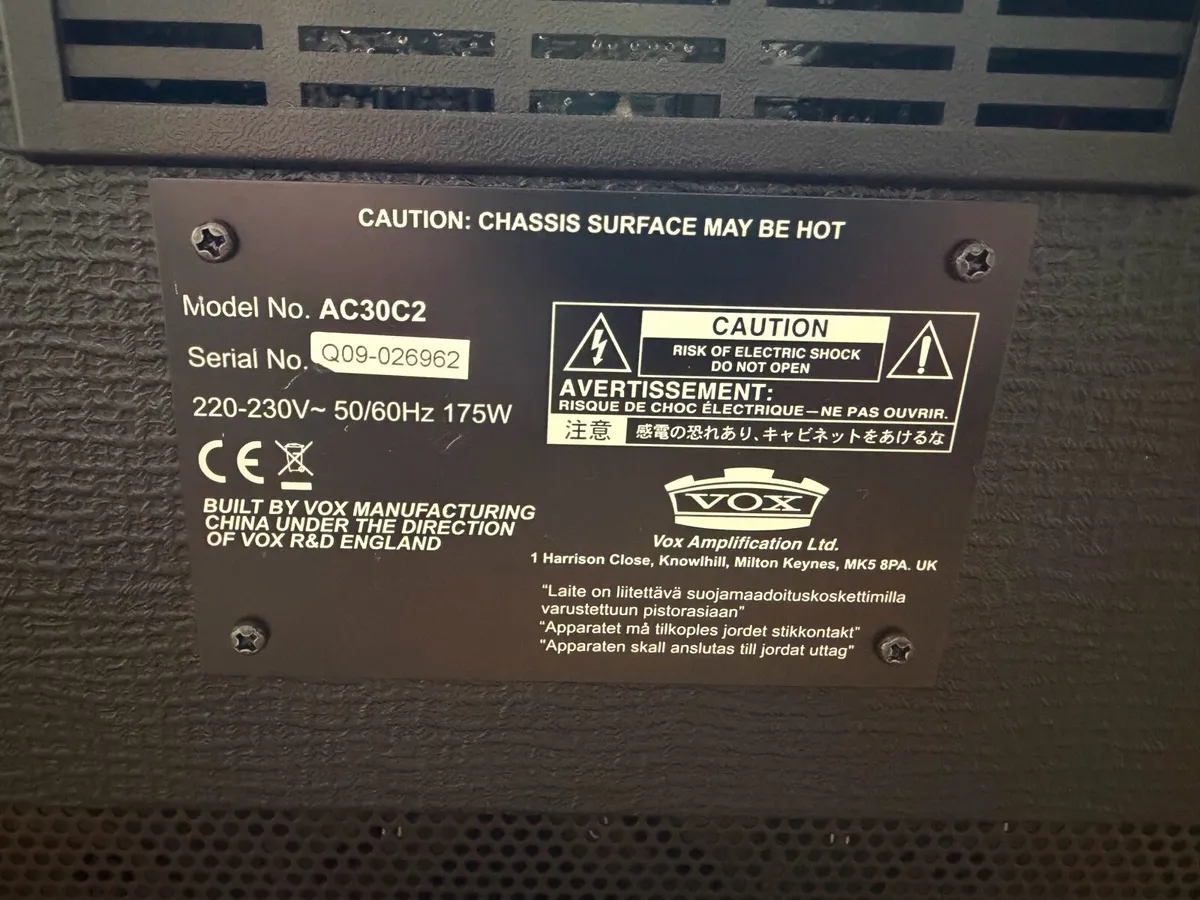 CAUTION: CHASSIS SURFACE MAY BE HOT
Model No. AC30C2
Serial No. Q09-026962
220-230V~ 50/60Hz 175W
CE
BUILT BY VOX MANUFACTURING
CHINA UNDER THE DIRECTION
OF VOX R&D ENGLAND
CAUTION
RISK OF ELECTRIC SHOCK
DO NOT OPEN
AVERTISSEMENT:
RISQUE DE CHOC ÉLECTRIQUE—NE PAS OUVRIR.
注意 感電の恐れあり、キャビネットをあけるな
VOX
Vox Amplification Ltd.
1 Harrison Close, Knowlhill, Milton Keynes, MK5 8PA. UK
"Laite on liitettävä suojamaadoituskoskettimilla
varustettuun pistorasiaan"
"Apparatet må tilkoples jordet stikkontakt"
"Apparaten skall anslutas till jordat uttag"